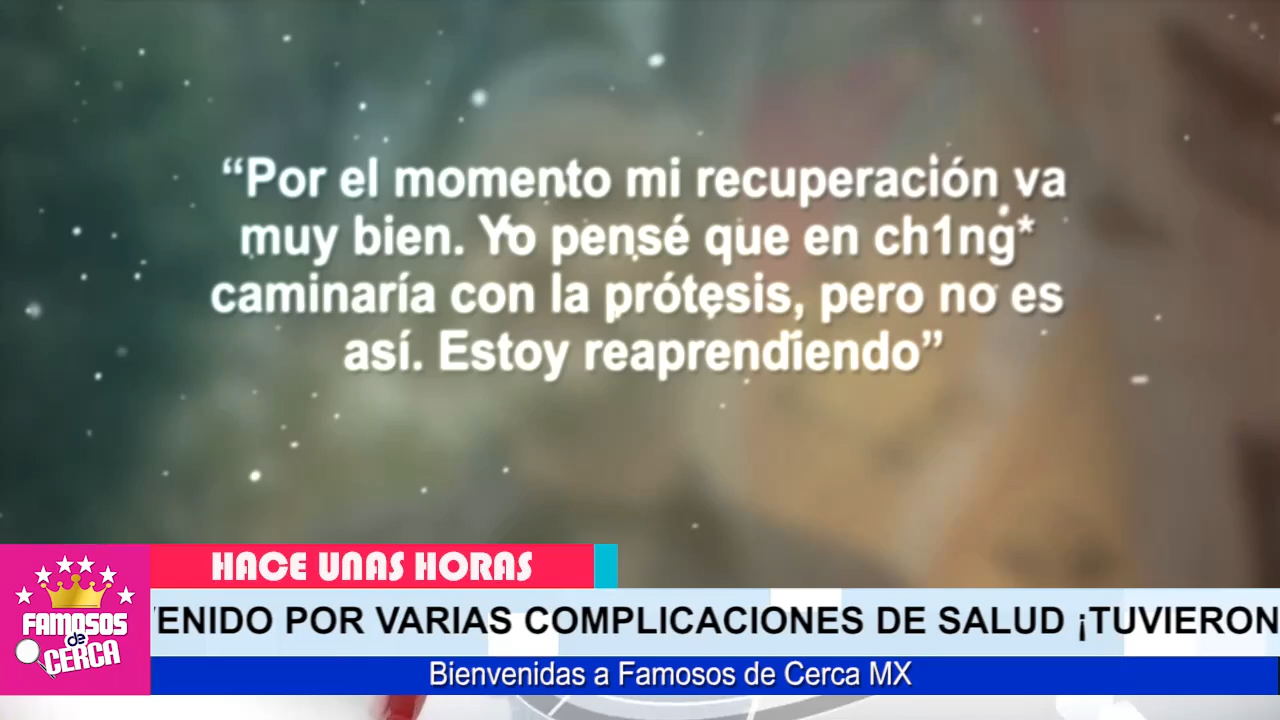 “Por el momento mi recuperación va
muy bien. Yo pensé que en ch1ng*
caminaría con la prótesis, pero no es
así. Estoy reaprendiendo”
HACE UNAS HORAS
FAMOSOS
de
CERCA
VENIDO POR VARIAS COMPLICACIONES DE SALUD ¡TUVIERON
Bienvenidas a Famosos de Cerca MX